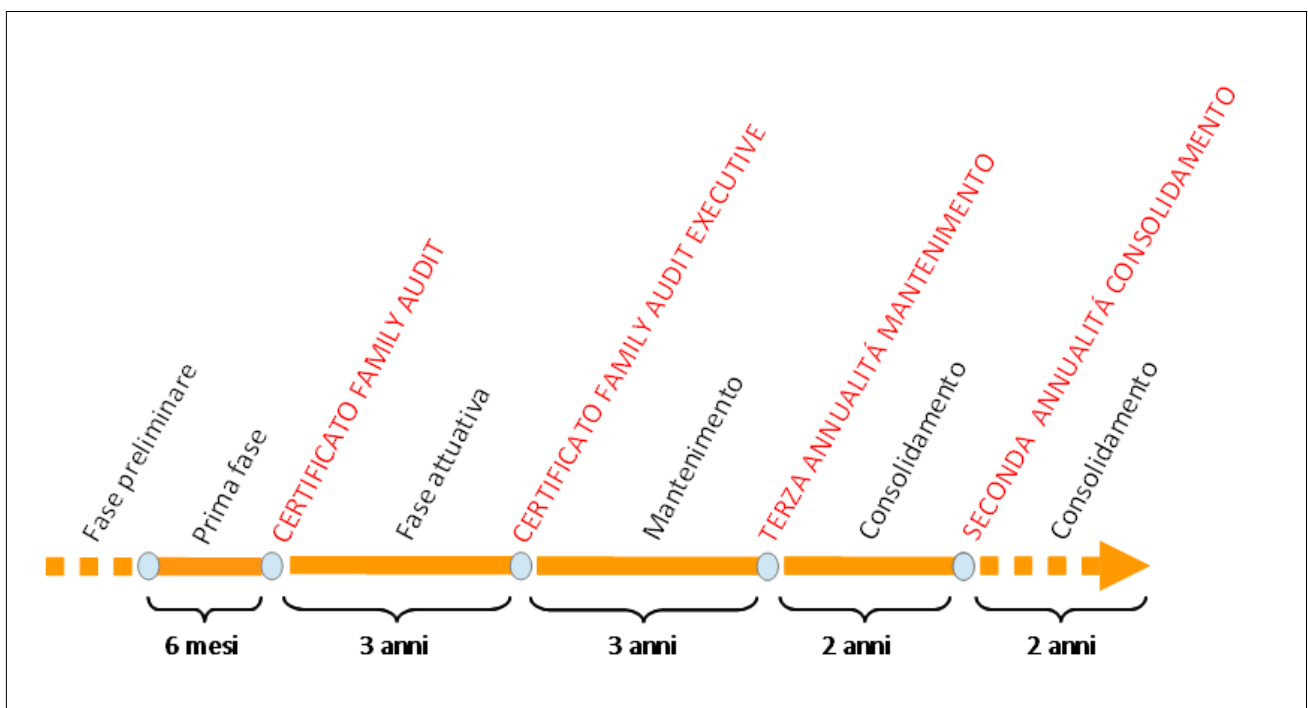 Fase preliminare
Prima fase
CERTIFICATO FAMILY AUDIT
Fase attuativa
CERTIFICATO FAMILY AUDIT EXECUTIVE
Mantenimento
TERZA ANNUALITÁ MANTENIMENTO
Consolidamento
SECONDA ANNUALITÁ CONSOLIDAMENTO
Consolidamento
6 mesi
3 anni
3 anni
2 anni
2 anni